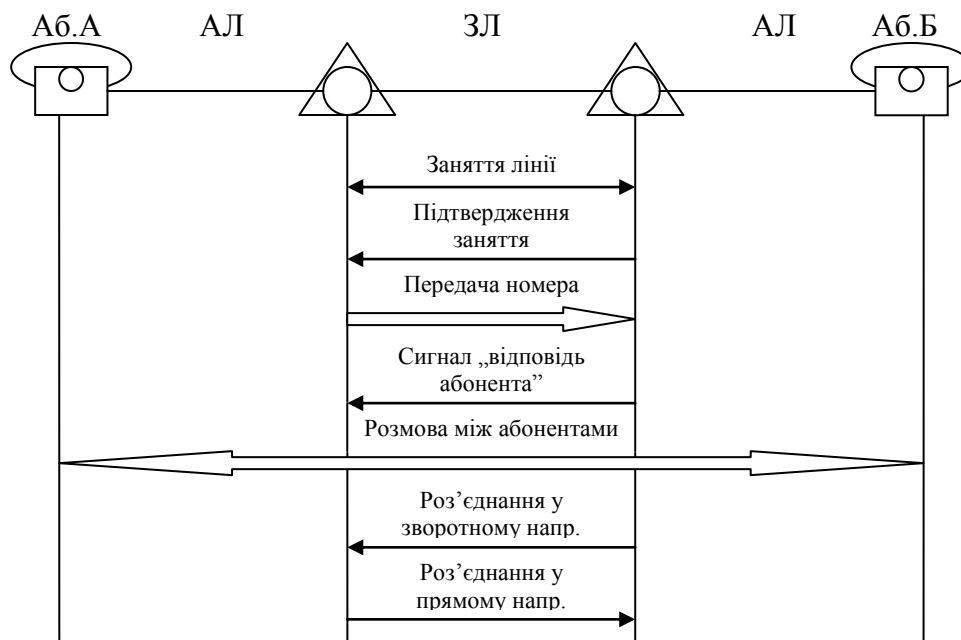 Аб.А АЛ ЗЛ АЛ Аб.Б
Заняття лінії
Підтвердження
заняття
Передача номера
Сигнал „відповідь
абонента”
Розмова між абонентами
Роз’єднання у
зворотному напр.
Роз’єднання у
прямому напр.